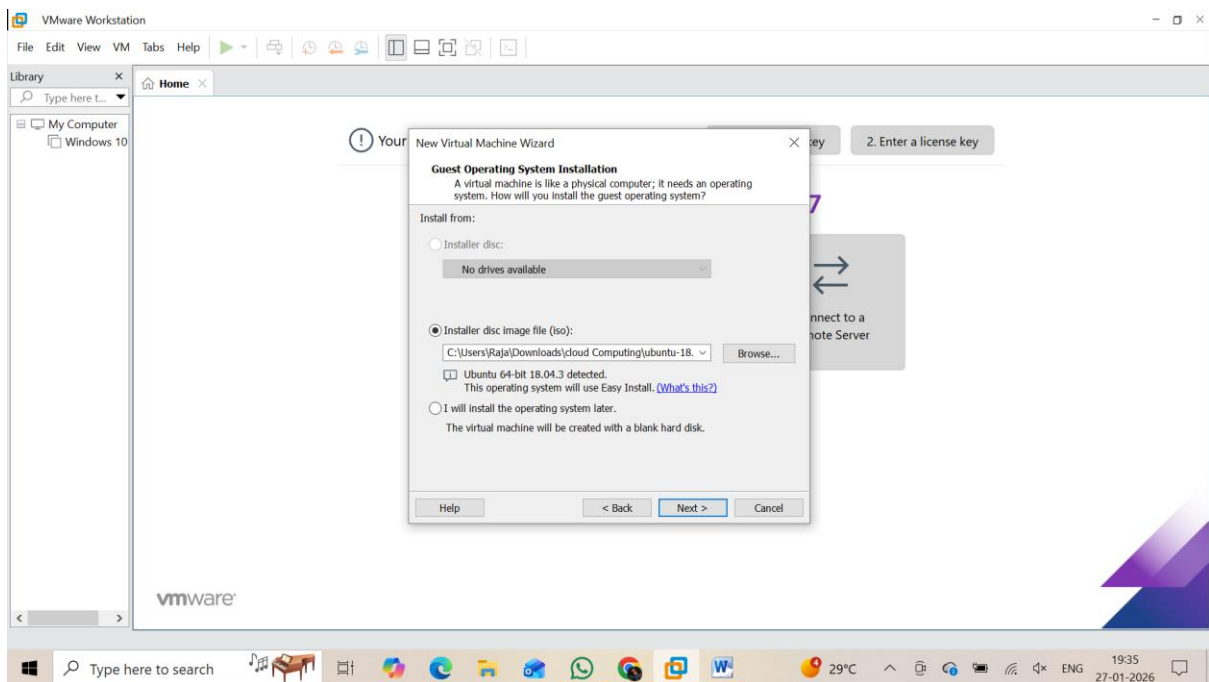 VMware Workstation
File Edit View VM Tabs Help
Library
Type here t...
Home
My Computer
Windows 10
Your
key
2. Enter a license key
7
nnect to a
note Server
New Virtual Machine Wizard
Guest Operating System Installation
A virtual machine is like a physical computer; it needs an operating
system. How will you install the guest operating system?
Install from:
Installer disc:
No drives available
Installer disc image file (iso):
C:\Users\Raja\Downloads\cloud Computing\ubuntu-18.
Browse...
Ubuntu 64-bit 18.04.3 detected.
This operating system will use Easy Install. (What's this?)
I will install the operating system later.
The virtual machine will be created with a blank hard disk.
Help
< Back
Next >
Cancel
vmware
Type here to search
29°C
ENG
19:35
27-01-2026